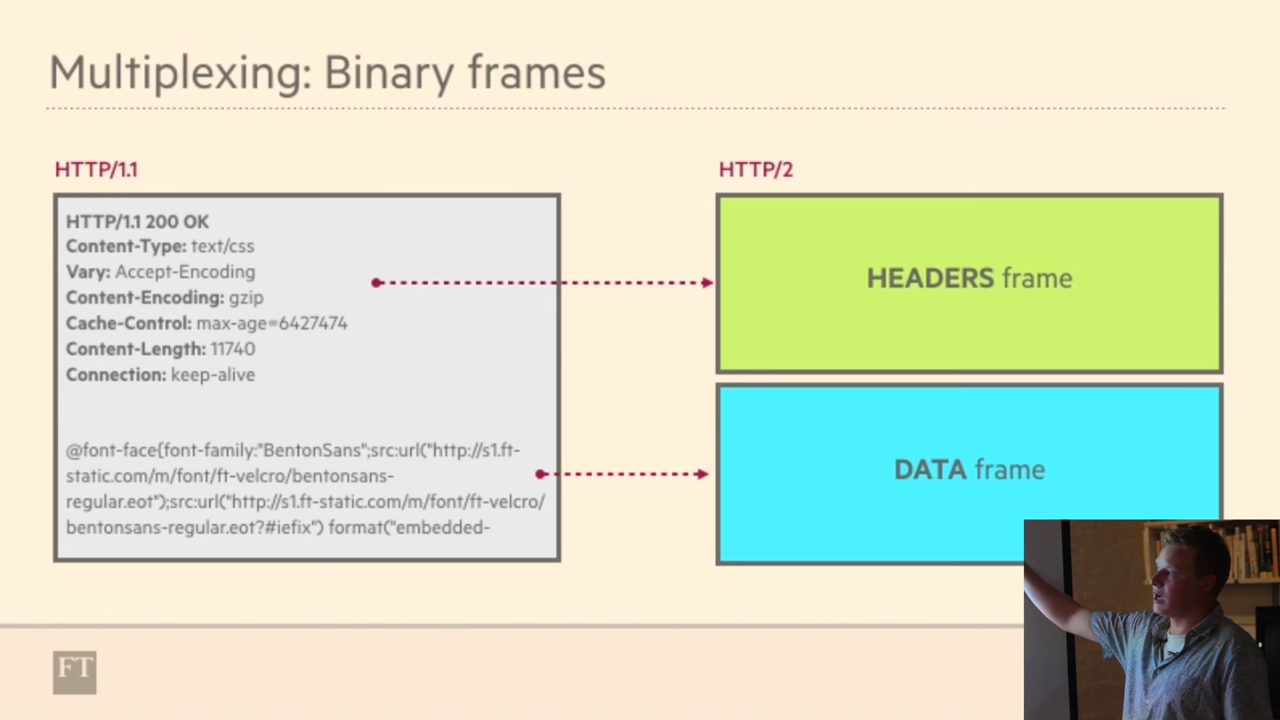 Multiplexing: Binary frames
HTTP/1.1
HTTP/1.1 200 OK
Content-Type: text/css
Vary: Accept-Encoding
Content-Encoding: gzip
Cache-Control: max-age=6427474
Content-Length: 11740
Connection: keep-alive
@font-face{font-family:"BentonSans";src:url("http://s1.ft-
static.com/m/font/ft-velcro/bentonsans-
regular.eot");src:url("http://s1.ft-static.com/m/font/ft-velcro/
bentonsans-regular.eot?#iefix") format("embedded-
HTTP/2
HEADERS frame
DATA frame
FT